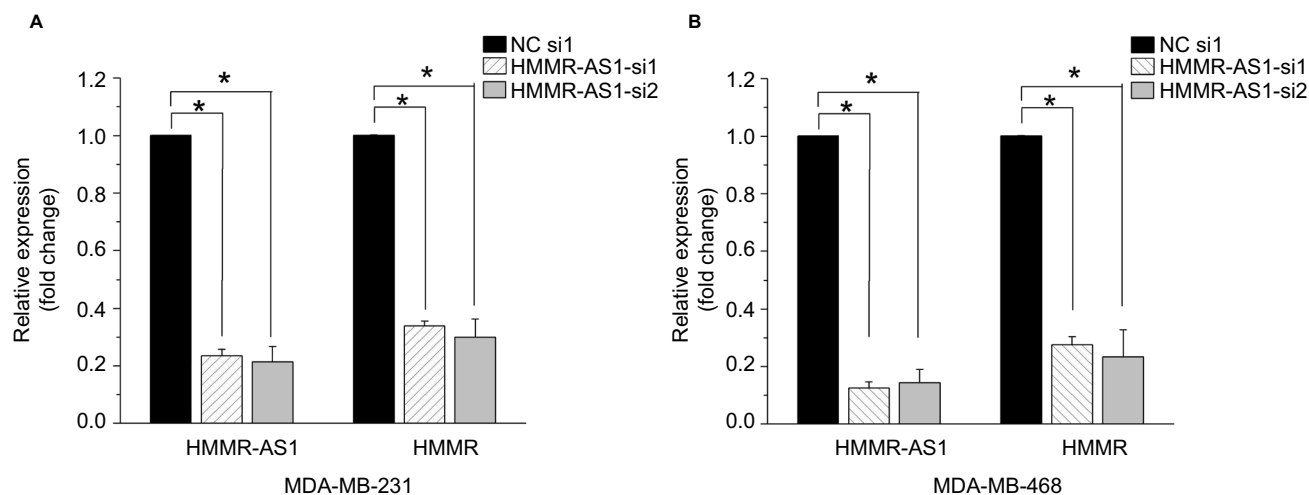 A
NC si1
HMMR-AS1-si1
HMMR-AS1-si2
Relative expression
(fold change)
1.2
1.0
0.8
0.6
0.4
0.2
0.0
*
*
*
*
HMMR-AS1
HMMR
MDA-MB-231
B
NC si1
HMMR-AS1-si1
HMMR-AS1-si2
Relative expression
(fold change)
1.2
1.0
0.8
0.6
0.4
0.2
0.0
*
*
*
*
HMMR-AS1
HMMR
MDA-MB-468